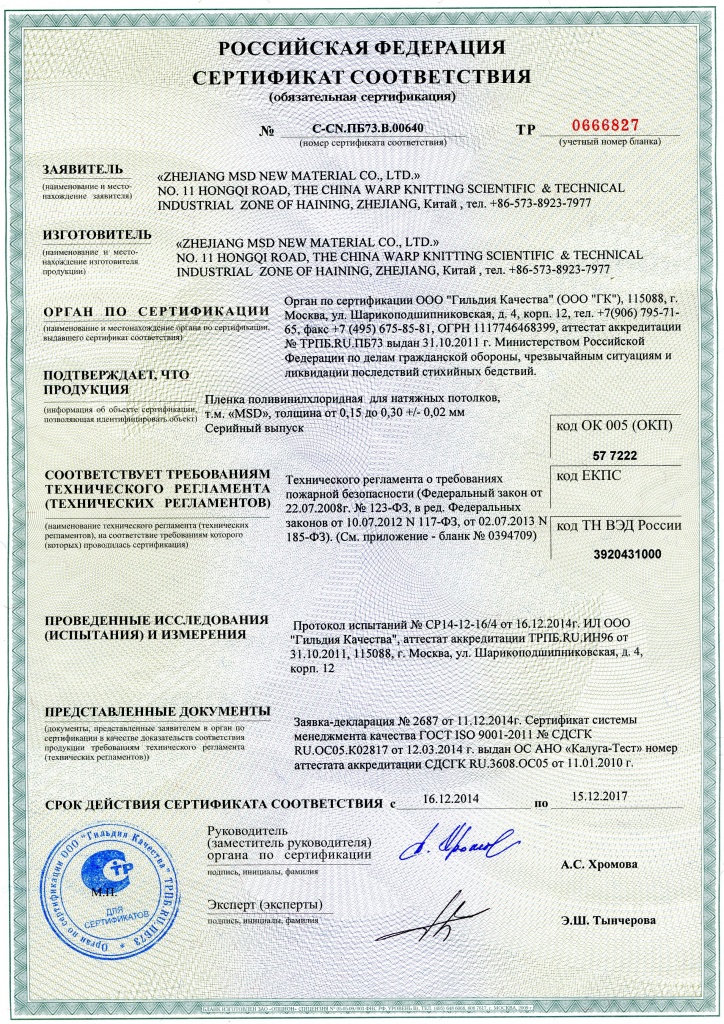 РОССИЙСКАЯ ФЕДЕРАЦИЯ
СЕРТИФИКАТ СООТВЕТСТВИЯ
(обязательная сертификация)
№ C-CN.ПБ73.В.00640 ТР 0666827
(номер сертификата соответствия) (учетный номер бланка)
ЗАЯВИТЕЛЬ
(наименование и место-
нахождение заявителя)
«ZHEJIANG MSD NEW MATERIAL CO., LTD.»
NO. 11 HONGQI ROAD, THE CHINA WARP KNITTING SCIENTIFIC & TECHNICAL
INDUSTRIAL ZONE OF HAINING, ZHEJIANG, Китай , тел. +86-573-8923-7977
ИЗГОТОВИТЕЛЬ
(наименование и место-
нахождение изготовителя
продукции)
«ZHEJIANG MSD NEW MATERIAL CO., LTD.»
NO. 11 HONGQI ROAD, THE CHINA WARP KNITTING SCIENTIFIC & TECHNICAL
INDUSTRIAL ZONE OF HAINING, ZHEJIANG, Китай , тел. +86-573-8923-7977
ОРГАН ПО СЕРТИФИКАЦИИ
(наименование и местонахождение органа по сертификации,
выдавшего сертификат соответствия)
Орган по сертификации ООО "Гильдия Качества" (ООО "ГК"), 115088, г.
Москва, ул. Шарикоподшипниковская, д. 4, корп. 12, тел. +7(906) 795-71-
65, факс +7 (495) 675-85-81, ОГРН 1117746468399, аттестат аккредитации
№ ТРПБ.RU.ПБ73 выдан 31.10.2011 г. Министерством Российской
Федерации по делам гражданской обороны, чрезвычайным ситуациям и
ликвидации последствий стихийных бедствий.
ПОДТВЕРЖДАЕТ, ЧТО
ПРОДУКЦИЯ
(информация об объекте сертификации,
позволяющая идентифицировать объект)
Пленка поливинилхлоридная для натяжных потолков,
т.м. «MSD», толщина от 0,15 до 0,30 +/- 0,02 мм
Серийный выпуск
код ОК 005 (ОКП)
57 7222
СООТВЕТСТВУЕТ ТРЕБОВАНИЯМ
ТЕХНИЧЕСКОГО РЕГЛАМЕНТА
(ТЕХНИЧЕСКИХ РЕГЛАМЕНТОВ)
(наименование технического регламента (технических
регламентов), на соответствие требованиям которого
(которых) проводилась сертификация)
Технического регламента о требованиях
пожарной безопасности (Федеральный закон от
22.07.2008г. № 123-ФЗ, в ред. Федеральных
законов от 10.07.2012 N 117-ФЗ, от 02.07.2013 N
185-ФЗ). (См. приложение - бланк № 0394709)
код ЕКПС
код ТН ВЭД России
3920431000
ПРОВЕДЕННЫЕ ИССЛЕДОВАНИЯ
(ИСПЫТАНИЯ) И ИЗМЕРЕНИЯ
Протокол испытаний № СР14-12-16/4 от 16.12.2014г. ИЛ ООО
"Гильдия Качества", аттестат аккредитации ТРПБ.RU.ИН96 от
31.10.2011, 115088, г. Москва, ул. Шарикоподшипниковская, д. 4,
корп. 12
ПРЕДСТАВЛЕННЫЕ ДОКУМЕНТЫ
(документы, представленные заявителем в орган по
сертификации в качестве доказательств соответствия
продукции требованиям технического регламента
(технических регламентов))
Заявка-декларация № 2687 от 11.12.2014г. Сертификат системы
менеджмента качества ГОСТ ISO 9001-2011 № СДСГК
RU.ОС05.К02817 от 12.03.2014 г. выдан ОС АНО «Калуга-Тест» номер
аттестата аккредитации СДСГК RU.3608.ОС05 от 11.01.2010 г.
СРОК ДЕЙСТВИЯ СЕРТИФИКАТА СООТВЕТСТВИЯ с 16.12.2014 по 15.12.2017
Руководитель
(заместитель руководителя)
органа по сертификации
подпись, инициалы, фамилия
А.С. Хромова
Эксперт (эксперты)
подпись, инициалы, фамилия
Э.Ш. Тынчерова
Орган по сертификации ООО "Гильдия Качества" ТРПБ.RU.ПБ73
СТР
М.П.
ДЛЯ
СЕРТИФИКАТОВ